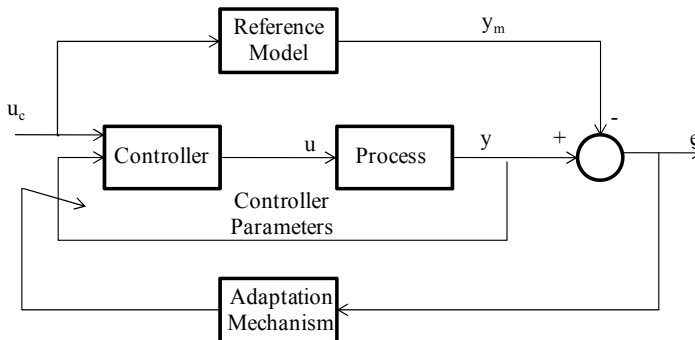 Reference
Model
y_m
u_c
-
Controller
u
Process
y
+
e
Controller
Parameters
Adaptation
Mechanism